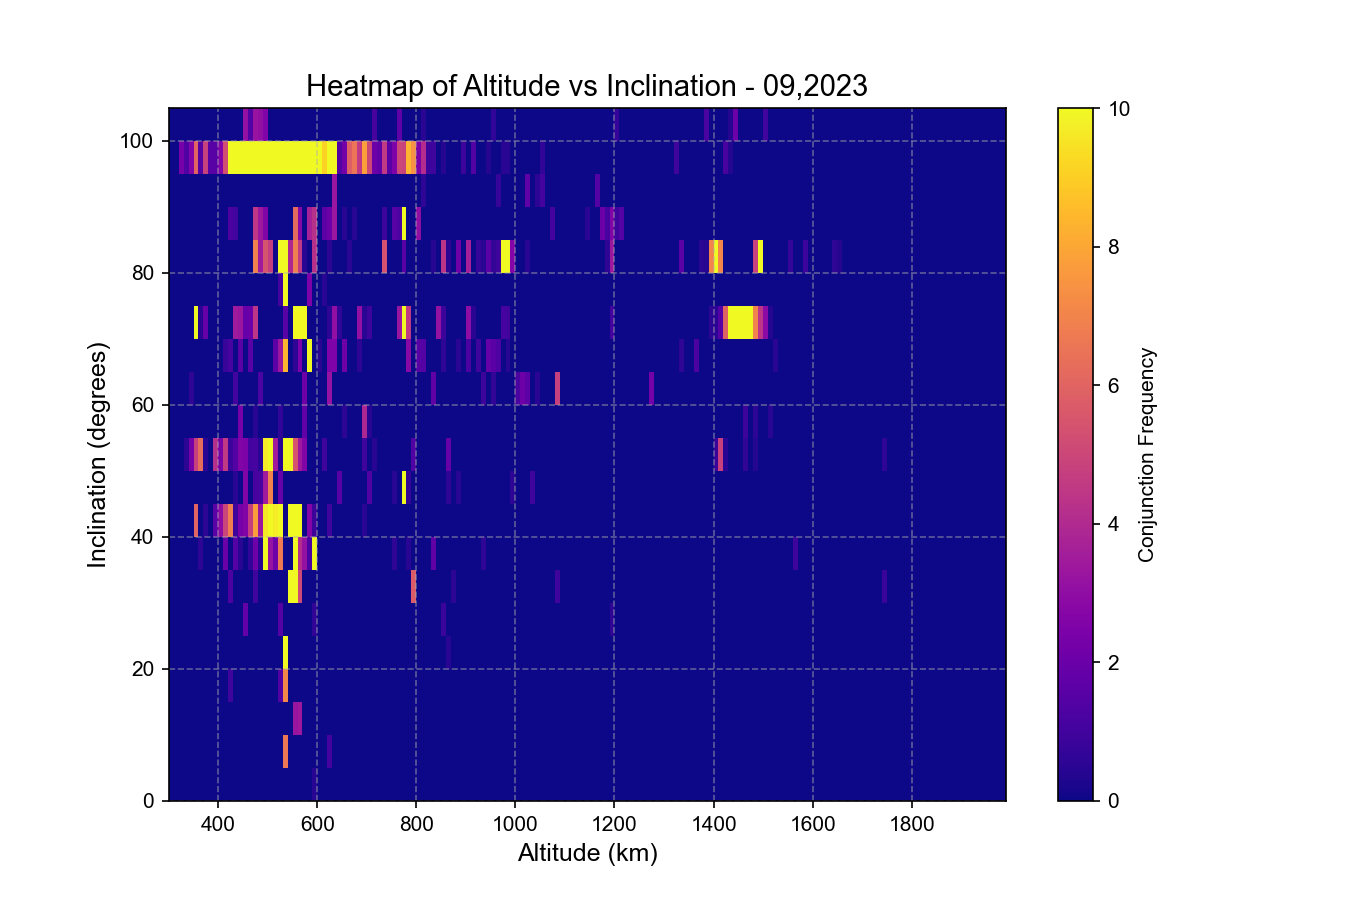 Heatmap of Altitude vs Inclination - 09,2023
100
80
60
40
20
0
Inclination (degrees)
400 600 800 1000 1200 1400 1600 1800
Altitude (km)
10
8
6
4
2
0
Conjunction Frequency